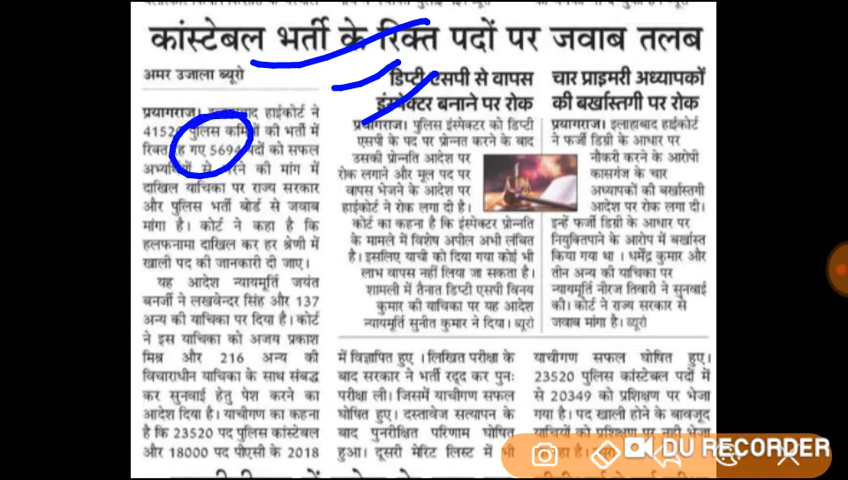 कांस्टेबल भर्ती के रिक्त पदों पर जवाब तलब
अमर उजाला ब्यूरो
प्रयागराज। इलाहाबाद हाईकोर्ट ने
41520 पुलिस कर्मियों की भर्ती में
रिक्त रह गए 5694 पदों को सफल
अभ्यर्थियों से भरने की मांग में
दाखिल याचिका पर राज्य सरकार
और पुलिस भर्ती बोर्ड से जवाब
मांगा है। कोर्ट ने कहा है कि
हलफनामा दाखिल कर हर श्रेणी में
खाली पद की जानकारी दी जाए।
यह आदेश न्यायमूर्ति जयंत
बनर्जी ने लखवेन्दर सिंह और 137
अन्य की याचिका पर दिया है। कोर्ट
ने इस याचिका को अजय प्रकाश
मिश्र और 216 अन्य की
विचाराधीन याचिका के साथ संबद्ध
कर सुनवाई हेतु पेश करने का
आदेश दिया है। याचीगण का कहना
है कि 23520 पद पुलिस कांस्टेबल
और 18000 पद पीएसी के 2018
में विज्ञापित हुए । लिखित परीक्षा के
बाद सरकार ने भर्ती रद्द कर पुनः
परीक्षा ली। जिसमें याचीगण सफल
घोषित हुए। दस्तावेज सत्यापन के
बाद पुनरीक्षित परिणाम घोषित
हुआ। दूसरी मेरिट लिस्ट में भी
याचीगण सफल घोषित हुए।
23520 पुलिस कांस्टेबल पदों में
से 20349 को प्रशिक्षण पर भेजा
गया है। पद खाली होने के बावजूद
याचियों को प्रशिक्षण पर नहीं भेजा
डिप्टी एसपी से वापस
इंस्पेक्टर बनाने पर रोक
प्रयागराज। पुलिस इंस्पेक्टर को डिप्टी
एसपी के पद पर प्रोन्नत करने के बाद
उसकी प्रोन्नति आदेश पर
रोक लगाने और मूल पद पर
वापस भेजने के आदेश पर
हाईकोर्ट ने रोक लगा दी है।
कोर्ट का कहना है कि इंस्पेक्टर प्रोन्नति
के मामले में विशेष अपील अभी लंबित
है। इसलिए याची को दिया गया कोई भी
लाभ वापस नहीं लिया जा सकता है।
शामली में तैनात डिप्टी एसपी विनय
कुमार की याचिका पर यह आदेश
न्यायमूर्ति सुनीत कुमार ने दिया। ब्यूरो
चार प्राइमरी अध्यापकों
की बर्खास्तगी पर रोक
प्रयागराज। इलाहाबाद हाईकोर्ट
ने फर्जी डिग्री के आधार पर
नौकरी करने के आरोपी
कासगंज के चार
अध्यापकों की बर्खास्तगी
आदेश पर रोक लगा दी।
इन्हें फर्जी डिग्री के आधार पर
नियुक्तिपाने के आरोप में बर्खास्त
किया गया था । धर्मेंद्र कुमार और
तीन अन्य की याचिका पर
न्यायमूर्ति नीरज तिवारी ने सुनवाई
की। कोर्ट ने राज्य सरकार से
जवाब मांगा है। ब्यूरो
DU RECORDER